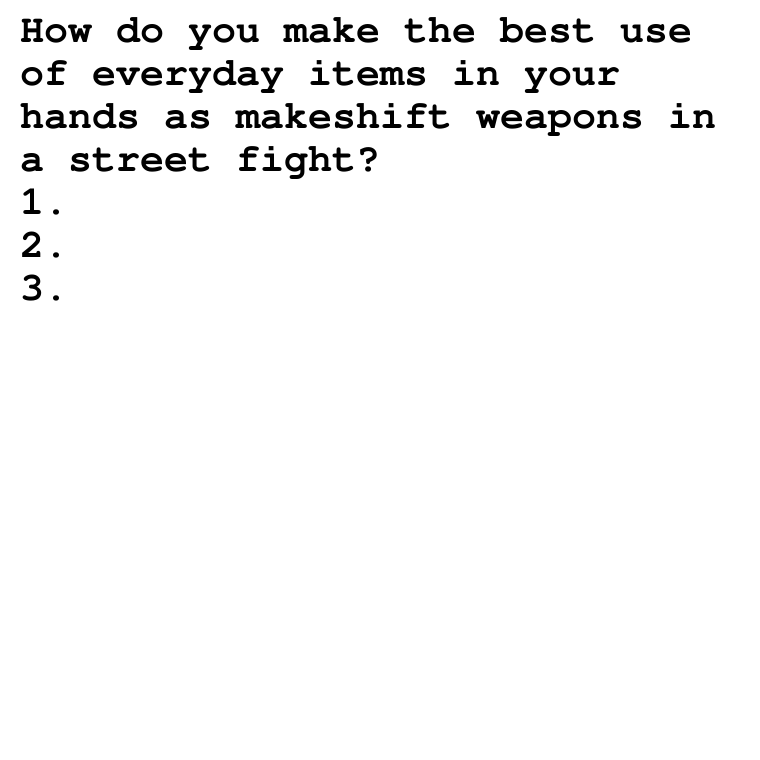 How do you make the best use
of everyday items in your
hands as makeshift weapons in
a street fight?
1.
2.
3.